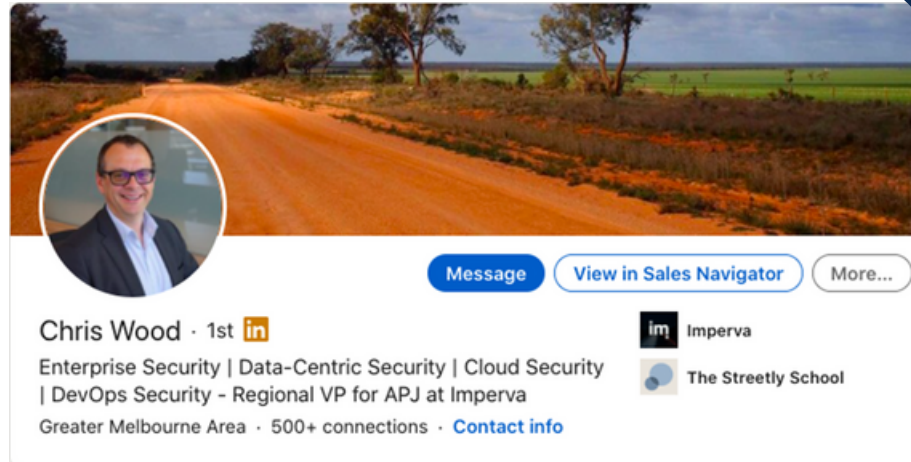 Message
View in Sales Navigator
More...
Chris Wood · 1st in
im Imperva
Enterprise Security | Data-Centric Security | Cloud Security
| DevOps Security - Regional VP for APJ at Imperva
The Streetly School
Greater Melbourne Area · 500+ connections · Contact info